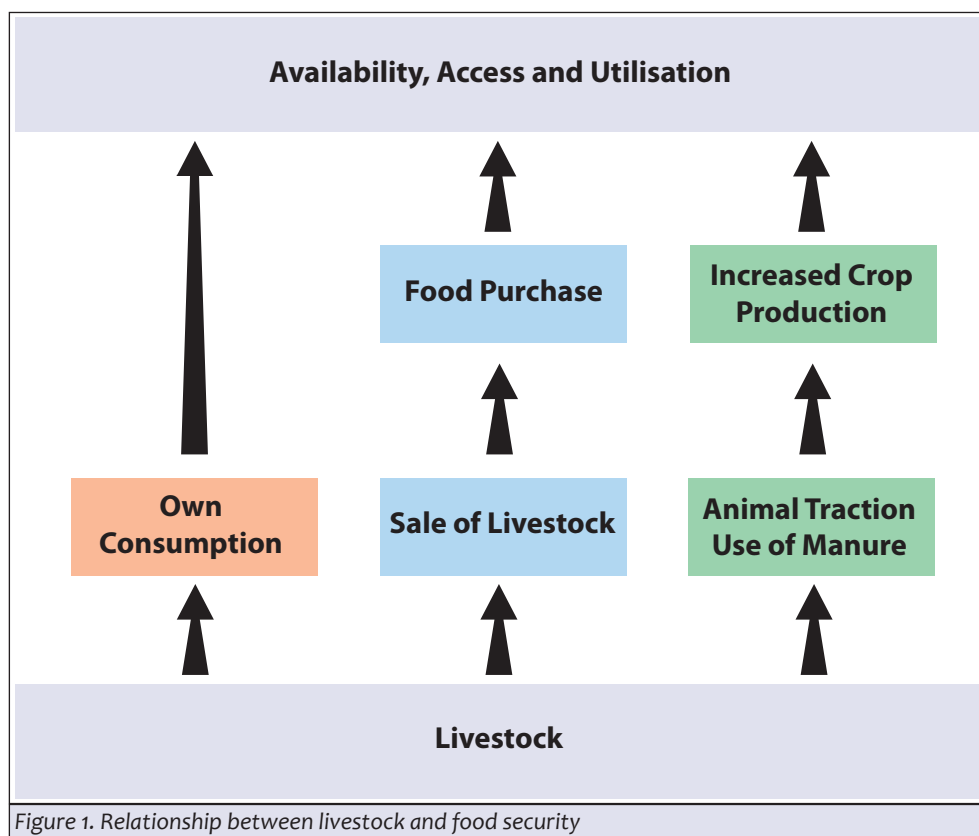 Availability, Access and Utilisation
Food Purchase
Increased Crop
Production
Own
Consumption
Sale of Livestock
Animal Traction
Use of Manure
Livestock
Figure 1. Relationship between livestock and food security